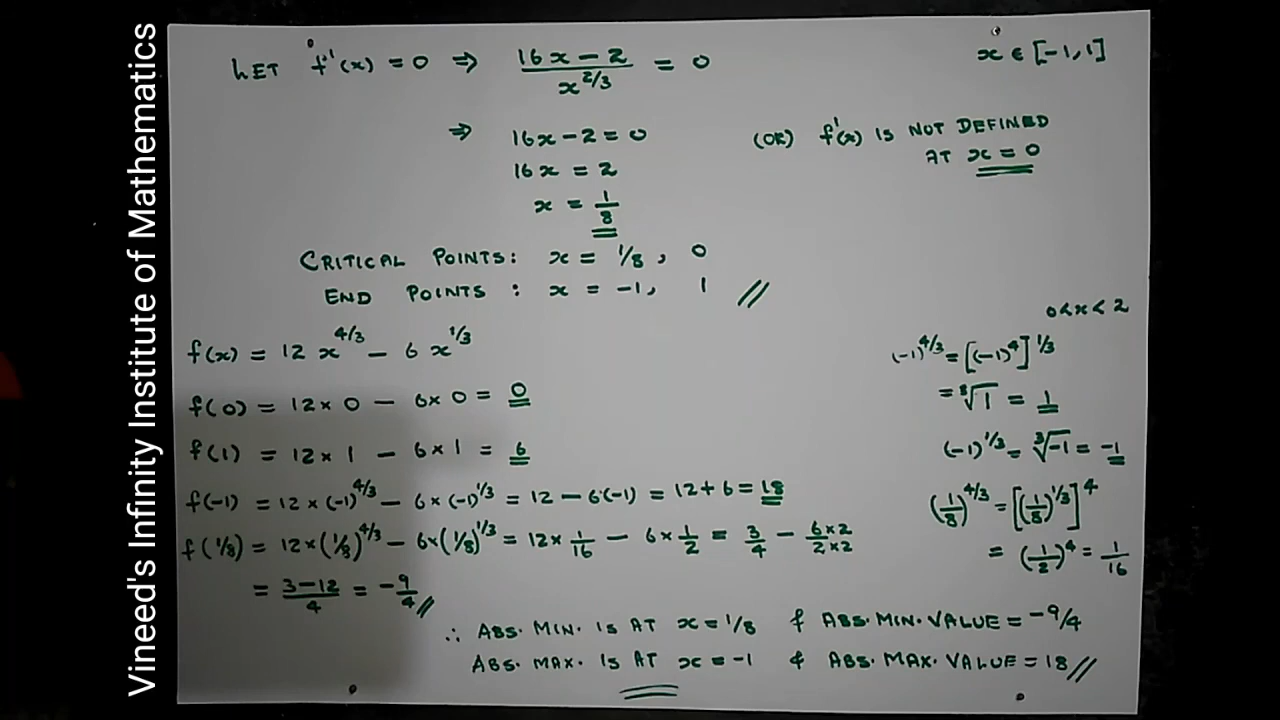 Vineed's Infinity Institute of Mathematics
LET f'(x) = 0 ⇒ (16x − 2)/x^(2/3) = 0
x ∈ [-1,1]
⇒ 16x − 2 = 0
(OR) f'(x) IS NOT DEFINED
AT x = 0
16x = 2
x = 1/8
CRITICAL POINTS: x = 1/8, 0
END POINTS : x = −1, 1 //
0<x<2
f(x) = 12 x^(4/3) − 6 x^(1/3)
f(0) = 12 × 0 − 6 × 0 = 0
f(1) = 12 × 1 − 6 × 1 = 6
f(-1) = 12 × (-1)^(4/3) − 6 × (-1)^(1/3) = 12 − 6(-1) = 12 + 6 = 18
f(1/8) = 12 × (1/8)^(4/3) − 6 × (1/8)^(1/3) = 12 × 1/16 − 6 × 1/2 = 3/4 − (6×2)/(2×2)
= (3−12)/4 = −9/4 //
(-1)^(4/3) = [(-1)^4]^(1/3)
= ∛1 = 1
(-1)^(1/3) = ∛-1 = -1
(1/8)^(4/3) = [(1/8)^(1/3)]^4
= (1/2)^4 = 1/16
∴ ABS. MIN. IS AT x = 1/8 & ABS. MIN. VALUE = −9/4
ABS. MAX. IS AT x = −1 & ABS. MAX. VALUE = 18 //